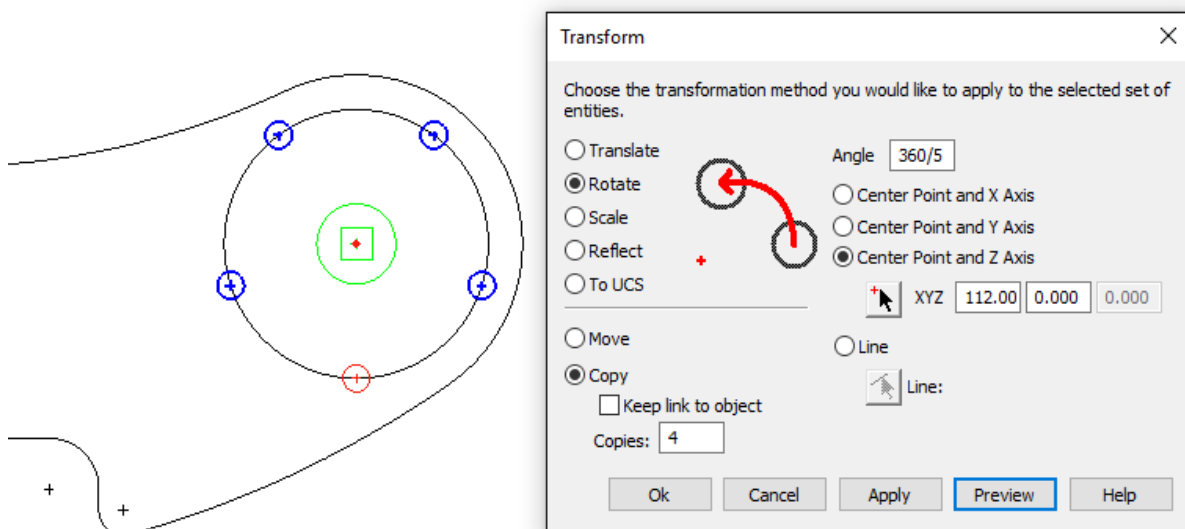 Transform
Choose the transformation method you would like to apply to the selected set of
entities.
Translate
Rotate
Scale
Reflect
To UCS
Move
Copy
Keep link to object
Copies: 4
Angle 360/5
Center Point and X Axis
Center Point and Y Axis
Center Point and Z Axis
XYZ 112.00 0.000 0.000
Line
Line:
Ok Cancel Apply Preview Help